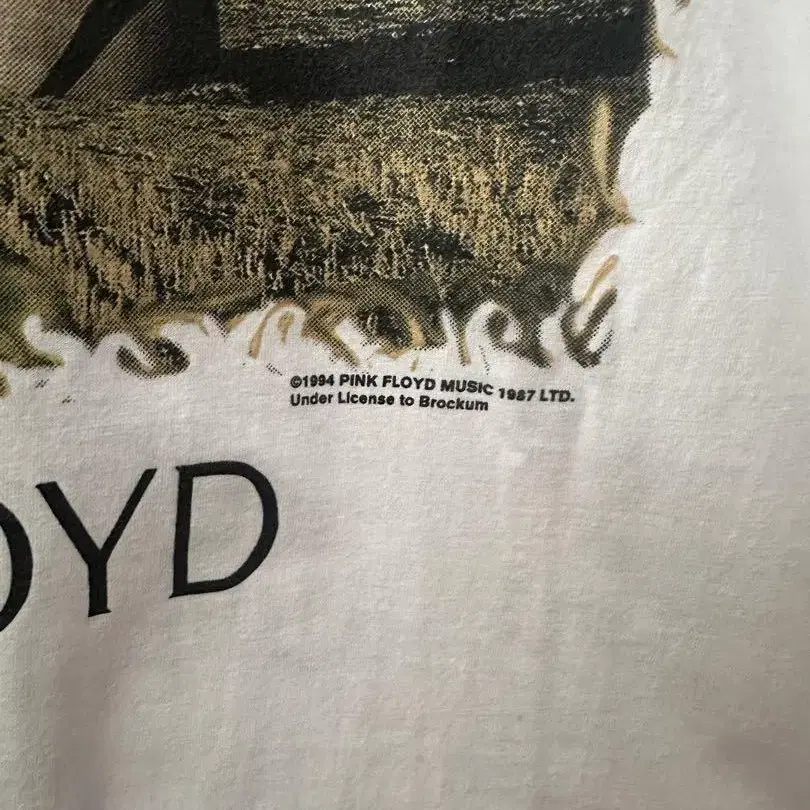 ©1994 PINK FLOYD MUSIC 1987 LTD.
Under License to Brockum
OYD